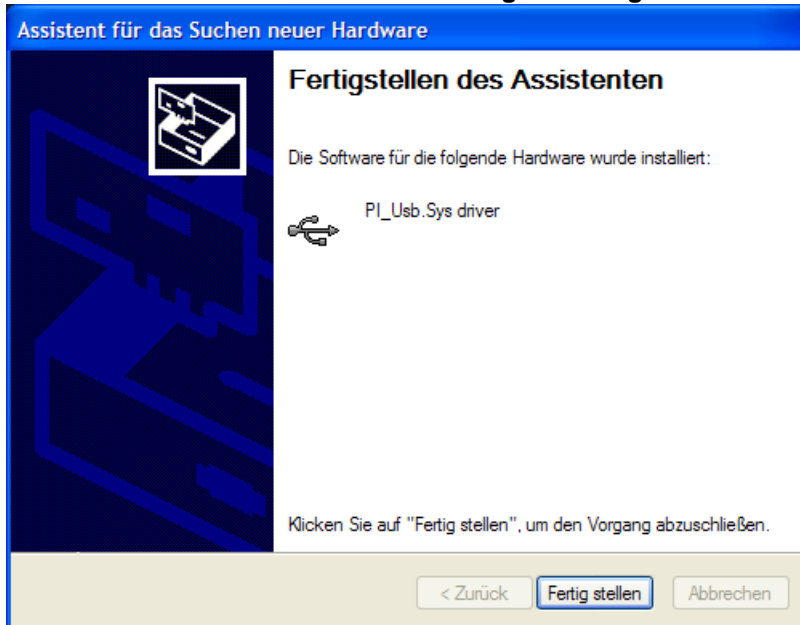 Assistent für das Suchen neuer Hardware
Fertigstellen des Assistenten
Die Software für die folgende Hardware wurde installiert:
PI_Usb.Sys driver
Klicken Sie auf "Fertig stellen", um den Vorgang abzuschließen.
< Zurück Fertig stellen Abbrechen